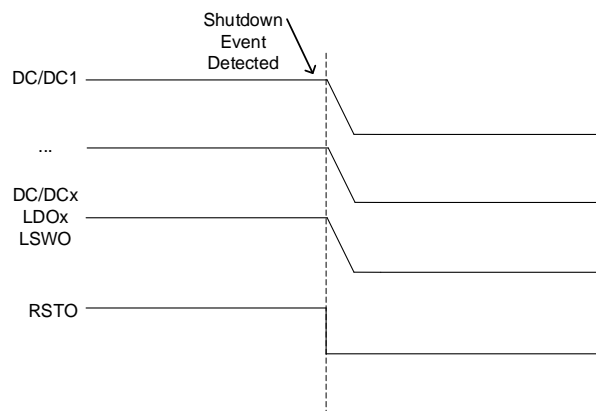 Shutdown
Event
Detected
DC/DC1
...
DC/DCx
LDOx
LSWO
RSTO